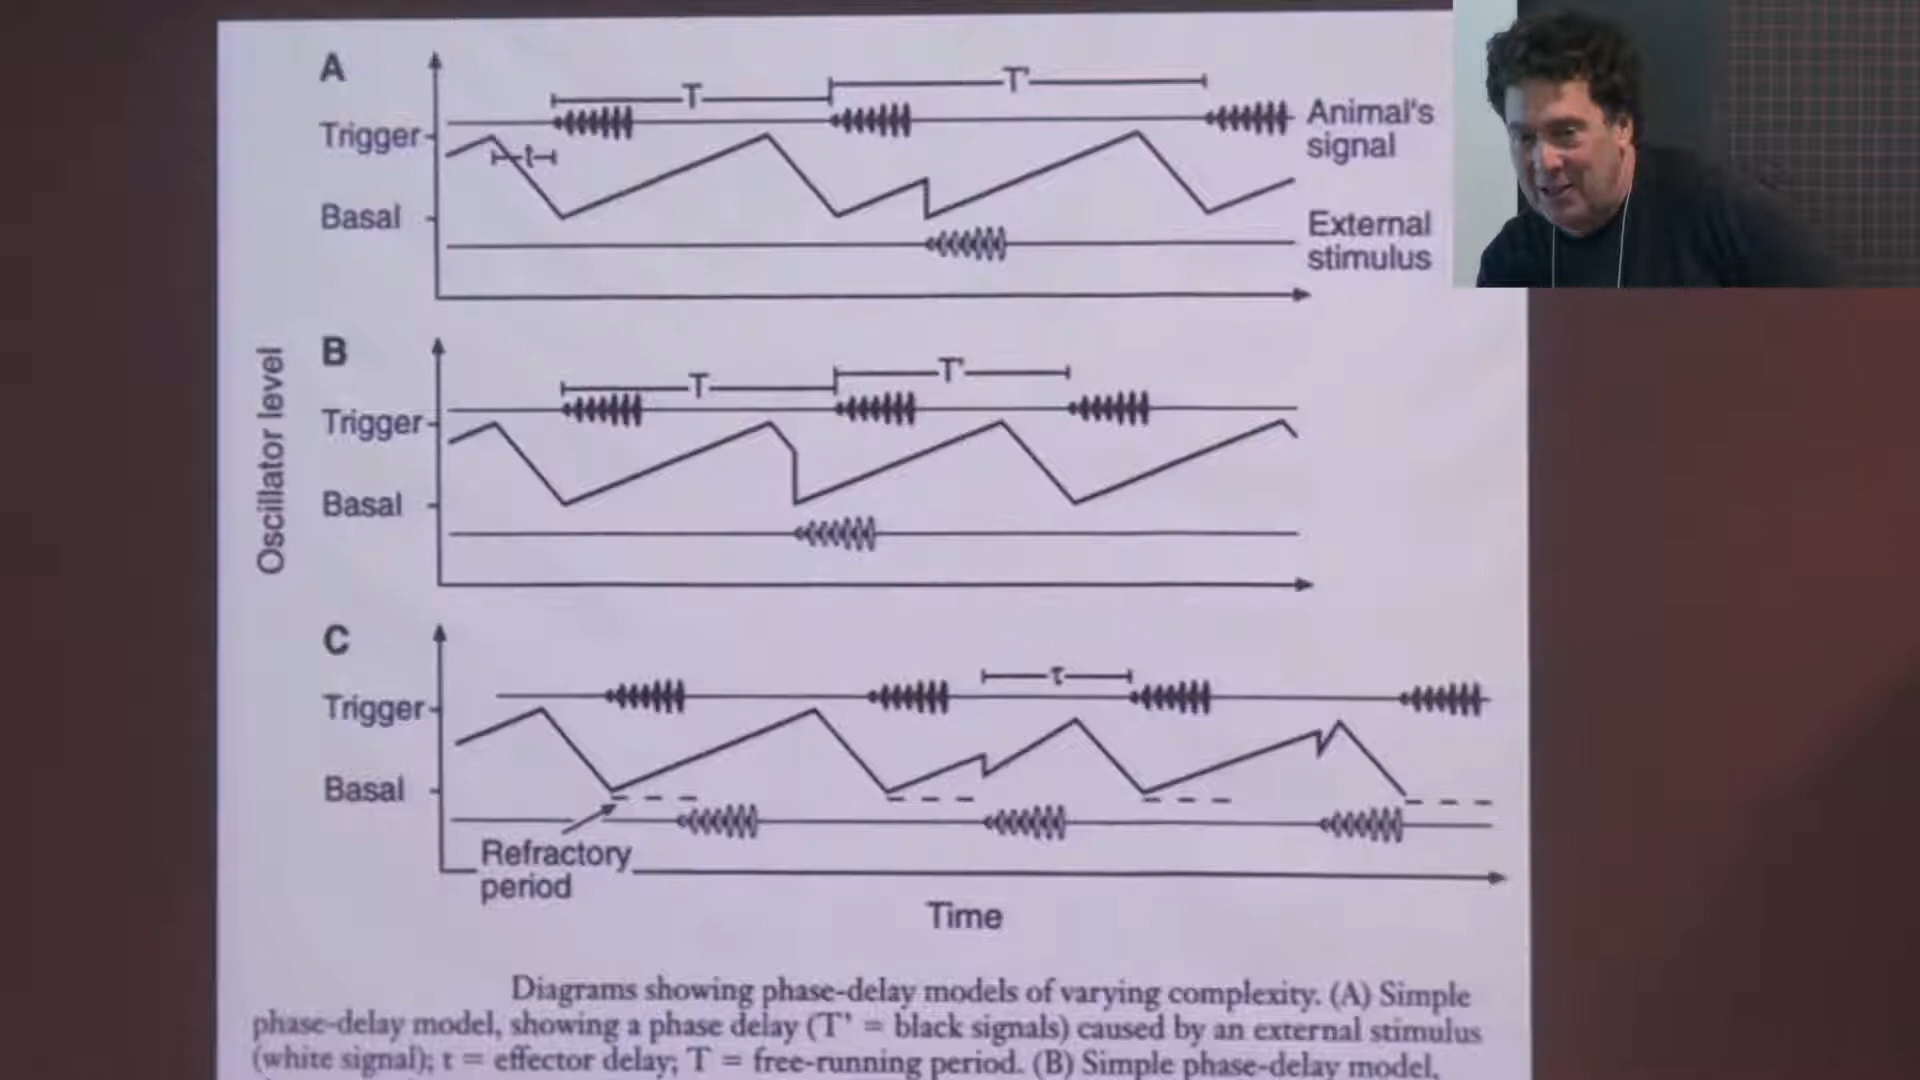 A
T
T'
Trigger
t
Animal's
signal
Basal
External
stimulus
B
T
T'
Trigger
Oscillator level
Basal
C
τ
Trigger
Basal
Refractory
period
Time
Diagrams showing phase-delay models of varying complexity. (A) Simple
phase-delay model, showing a phase delay (T' = black signals) caused by an external stimulus
(white signal); t = effector delay; T = free-running period. (B) Simple phase-delay model,